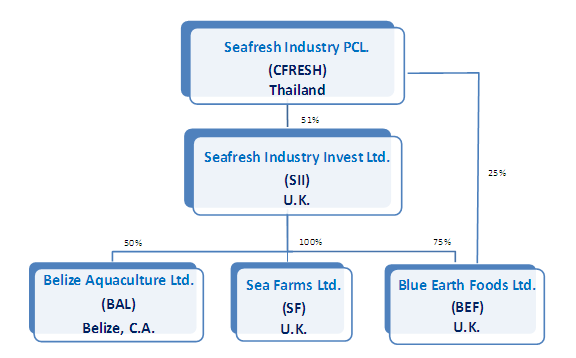 Seafresh Industry PCL.
(CFRESH)
Thailand
51%
Seafresh Industry Invest Ltd.
(SII)
U.K.
25%
50%
100%
75%
Belize Aquaculture Ltd.
(BAL)
Belize, C.A.
Sea Farms Ltd.
(SF)
U.K.
Blue Earth Foods Ltd.
(BEF)
U.K.